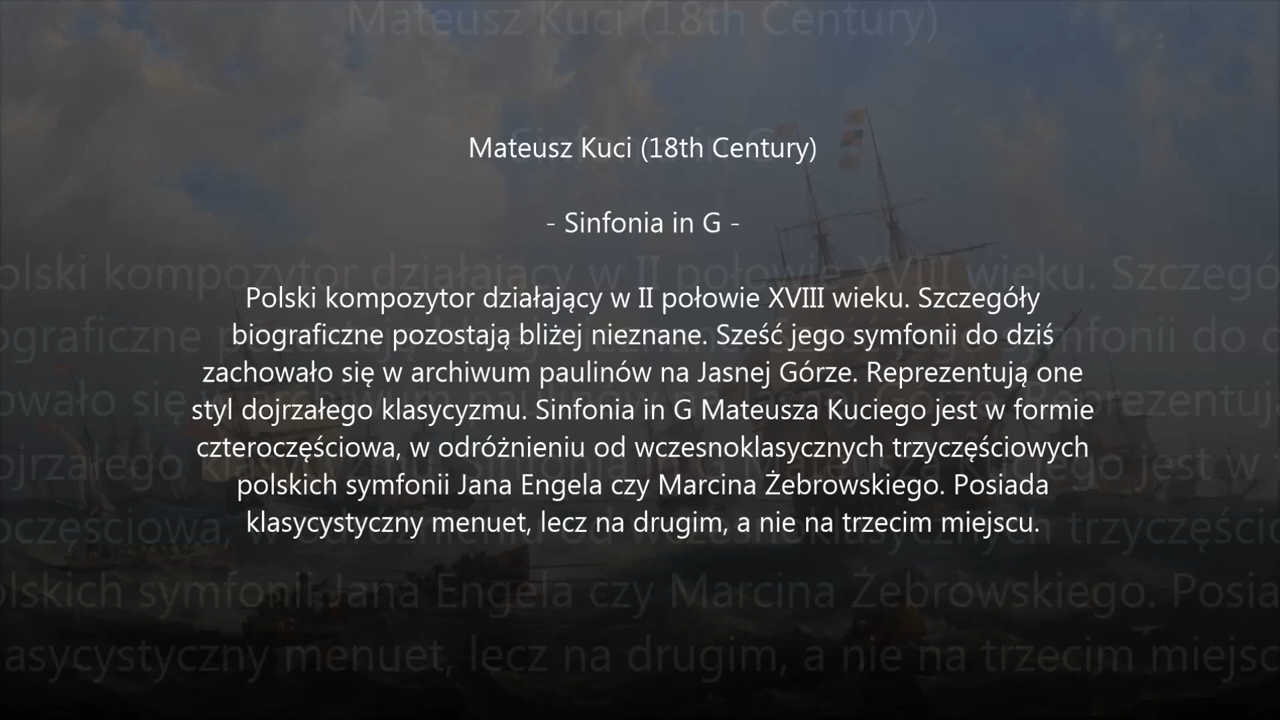 Mateusz Kuci (18th Century)
- Sinfonia in G -
Polski kompozytor działający w II połowie XVIII wieku. Szczegóły
biograficzne pozostają bliżej nieznane. Sześć jego symfonii do dziś
zachowało się w archiwum paulinów na Jasnej Górze. Reprezentują one
styl dojrzałego klasycyzmu. Sinfonia in G Mateusza Kuciego jest w formie
czteroczęściowa, w odróżnieniu od wczesnoklasycznych trzyczęściowych
polskich symfonii Jana Engela czy Marcina Żebrowskiego. Posiada
klasycystyczny menuet, lecz na drugim, a nie na trzecim miejscu.